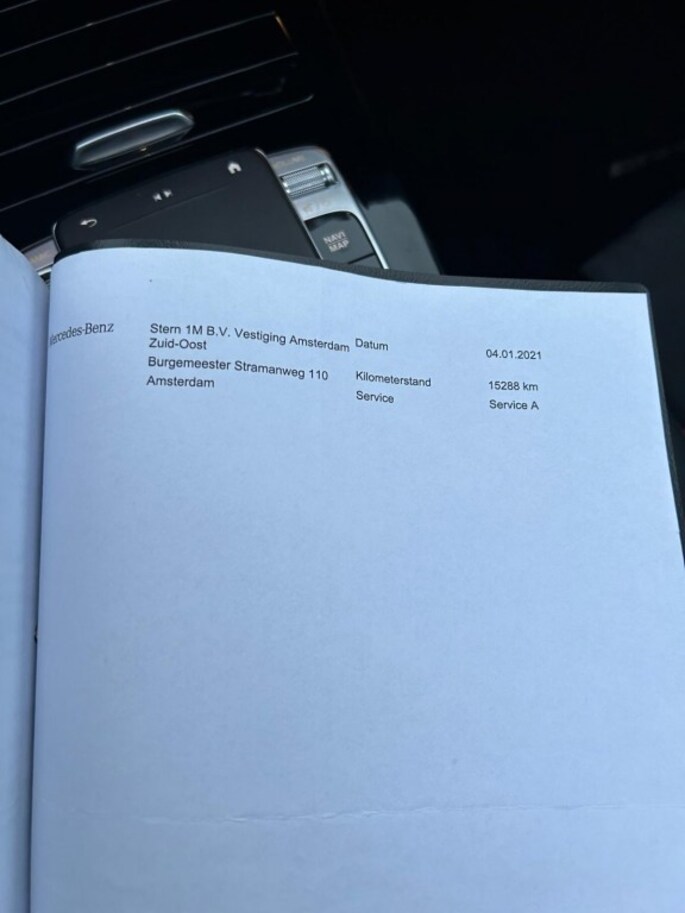 NAVI
MAP
Mercedes-Benz
Stern 1M B.V. Vestiging Amsterdam
Zuid-Oost
Burgemeester Stramanweg 110
Amsterdam
Datum
04.01.2021
Kilometerstand
15288 km
Service
Service A